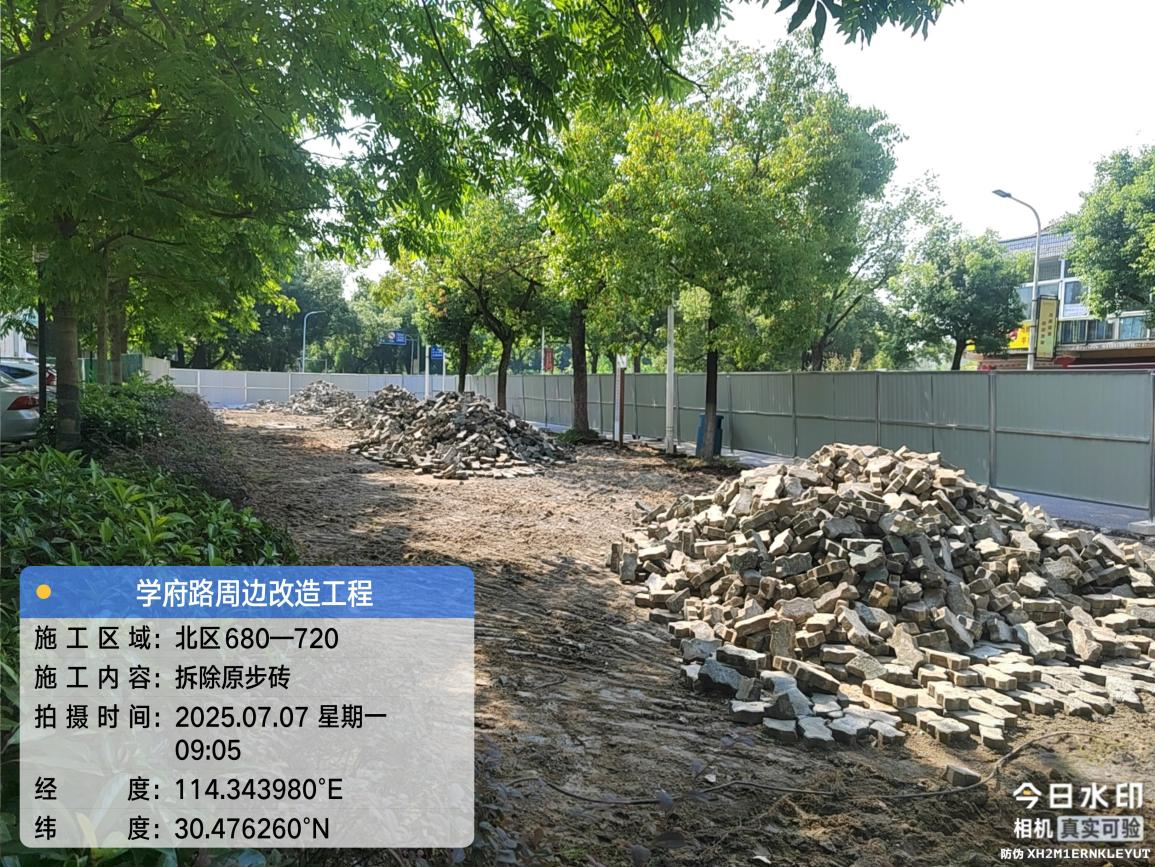 学府路周边改造工程
施工区域：北区680—720
施工内容：拆除原步砖
拍摄时间：2025.07.07 星期一
09:05
经度：114.343980°E
纬度：30.476260°N
今日水印
相机 真实可验
防伪 XH2M1ERNKLEYUT